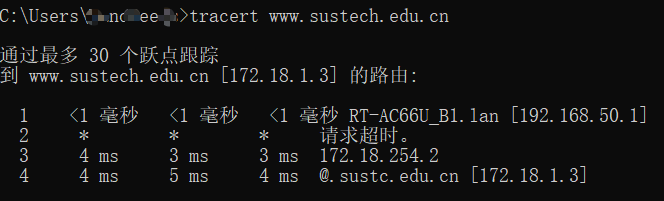 C:\Users\ >tracert www.sustech.edu.cn
通过最多 30 个跃点跟踪
到 www.sustech.edu.cn [172.18.1.3] 的路由:
1 <1 毫秒 <1 毫秒 <1 毫秒 RT-AC66U_B1.lan [192.168.50.1]
2 * * * 请求超时。
3 4 ms 3 ms 3 ms 172.18.254.2
4 4 ms 5 ms 4 ms @.sustc.edu.cn [172.18.1.3]